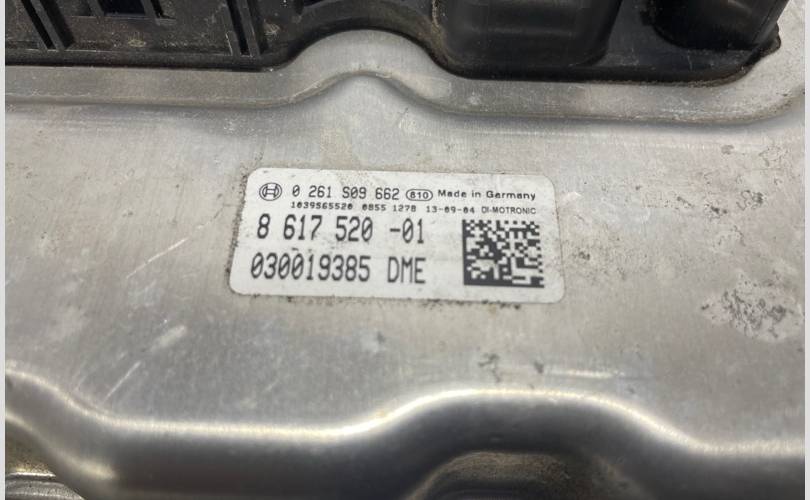 0 261 S09 662 810 Made in Germany
1039S65520 0855 1278 13-09-04 DI-MOTRONIC
8 617 520 -01
030019385 DME